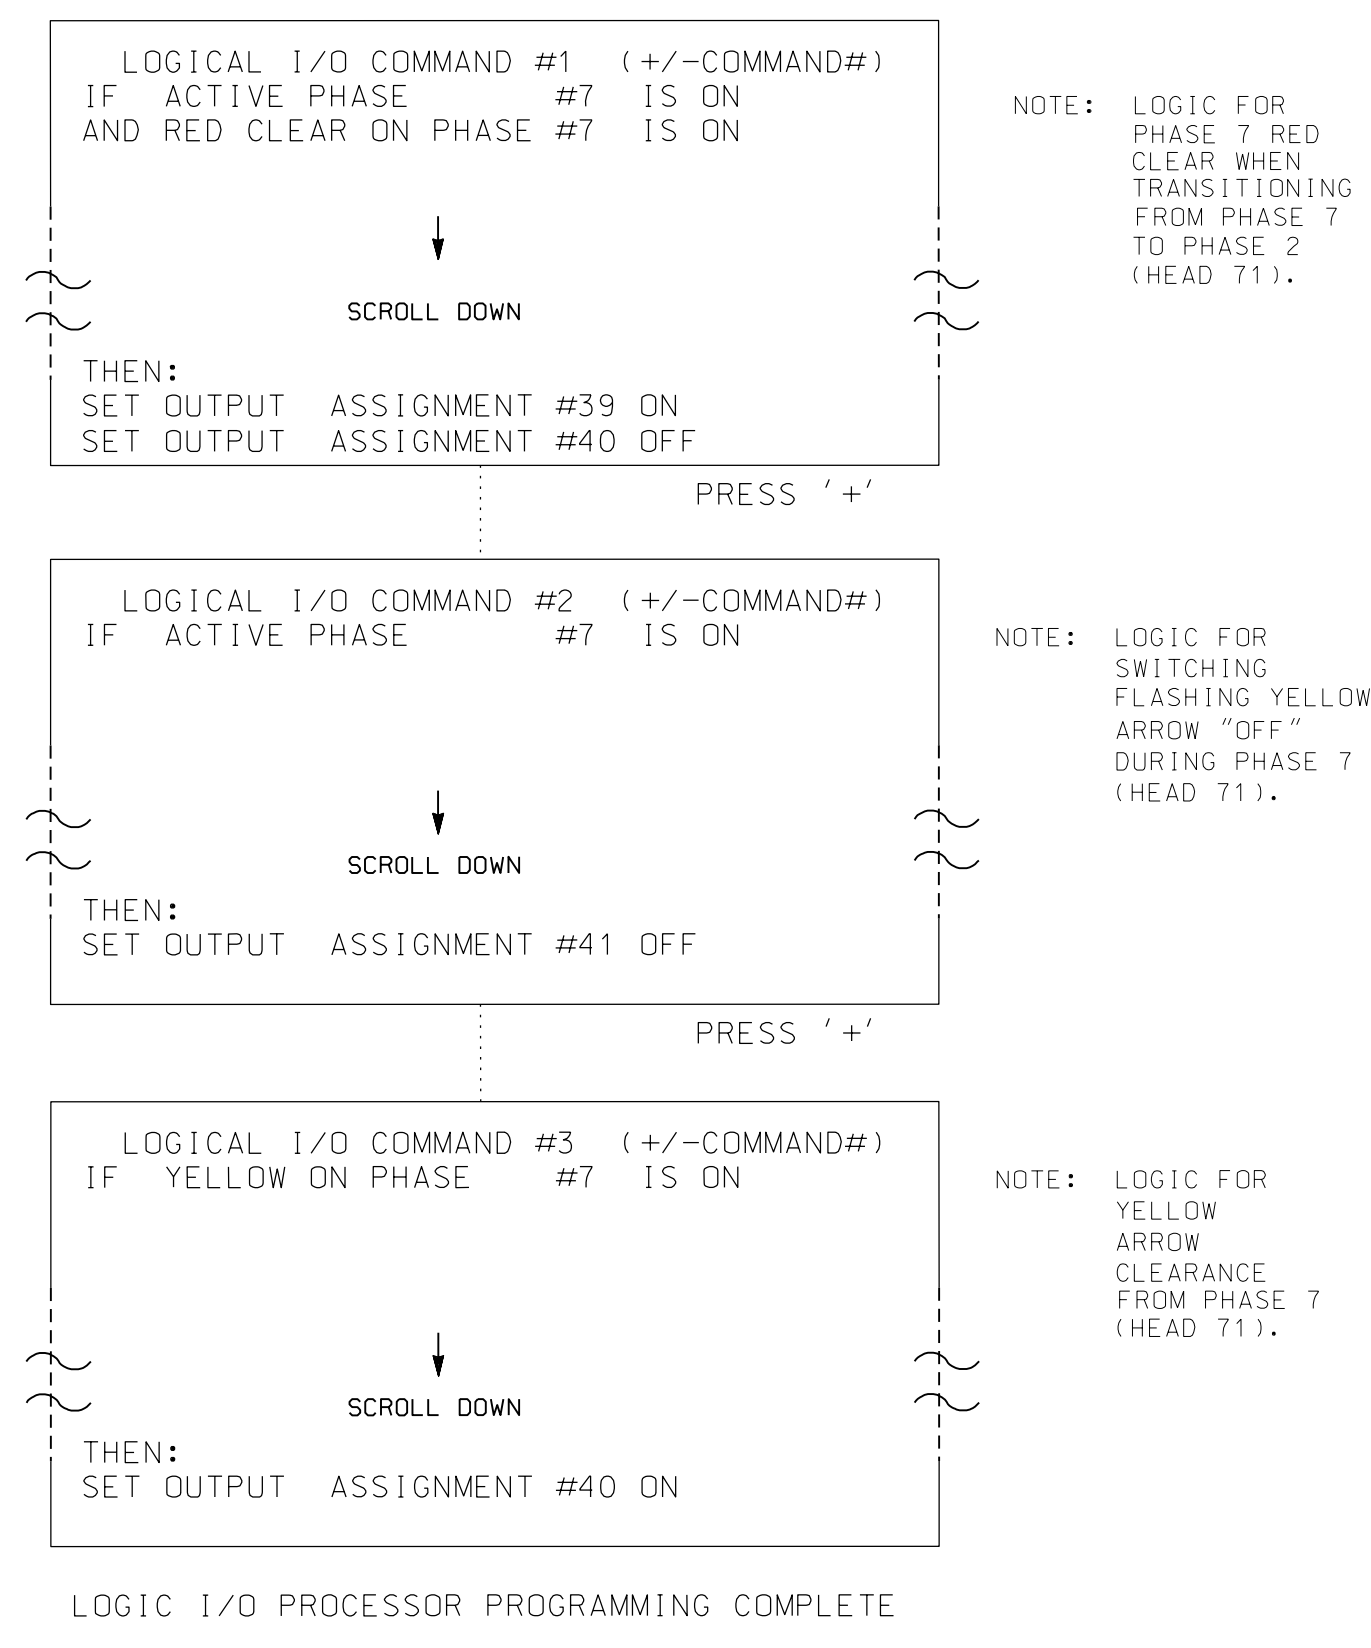 LOGICAL I/O COMMAND #1 (+/-COMMAND#)
IF ACTIVE PHASE #7 IS ON
AND RED CLEAR ON PHASE #7 IS ON
SCROLL DOWN
THEN:
SET OUTPUT ASSIGNMENT #39 ON
SET OUTPUT ASSIGNMENT #40 OFF
NOTE: LOGIC FOR
PHASE 7 RED
CLEAR WHEN
TRANSITIONING
FROM PHASE 7
TO PHASE 2
(HEAD 71).
PRESS '+'
LOGICAL I/O COMMAND #2 (+/-COMMAND#)
IF ACTIVE PHASE #7 IS ON
SCROLL DOWN
THEN:
SET OUTPUT ASSIGNMENT #41 OFF
NOTE: LOGIC FOR
SWITCHING
FLASHING YELLOW
ARROW "OFF"
DURING PHASE 7
(HEAD 71).
PRESS '+'
LOGICAL I/O COMMAND #3 (+/-COMMAND#)
IF YELLOW ON PHASE #7 IS ON
SCROLL DOWN
THEN:
SET OUTPUT ASSIGNMENT #40 ON
NOTE: LOGIC FOR
YELLOW
ARROW
CLEARANCE
FROM PHASE 7
(HEAD 71).
LOGIC I/O PROCESSOR PROGRAMMING COMPLETE